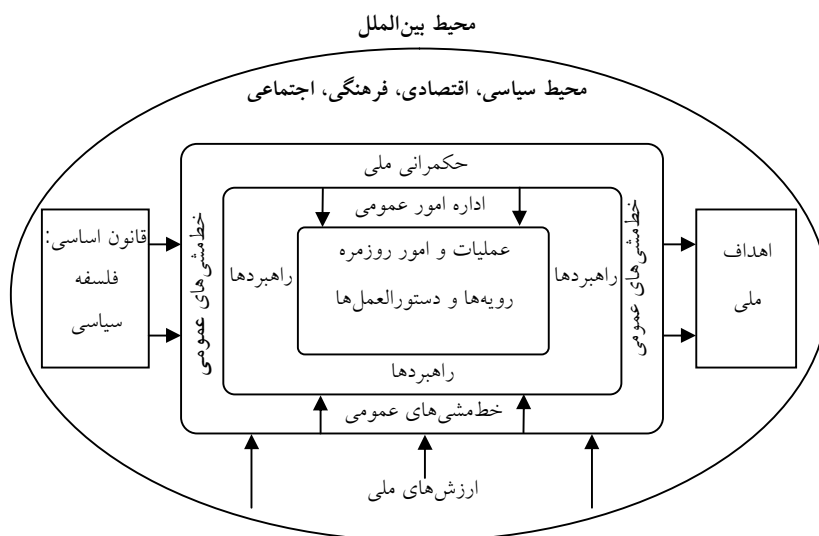 محیط بین‌الملل
محیط سیاسی، اقتصادی، فرهنگی، اجتماعی
حکمرانی ملی
اداره امور عمومی
قانون اساسی:
فلسفه
سیاسی
خط‌مشی‌های عمومی
راهبردها
عملیات و امور روزمره
رویه‌ها و دستورالعمل‌ها
راهبردها
خط‌مشی‌های عمومی
اهداف
ملی
راهبردها
خط‌مشی‌های عمومی
ارزش‌های ملی